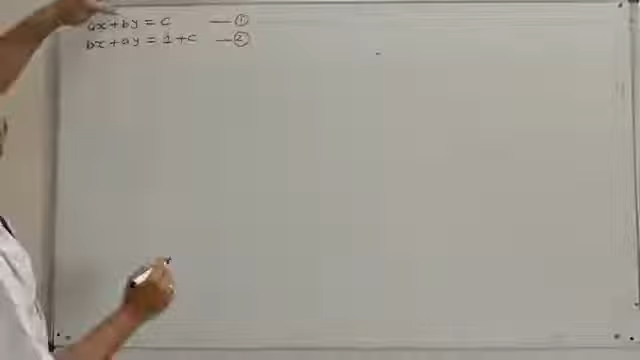 ax + by = c —①
bx + ay = 1 + c —②